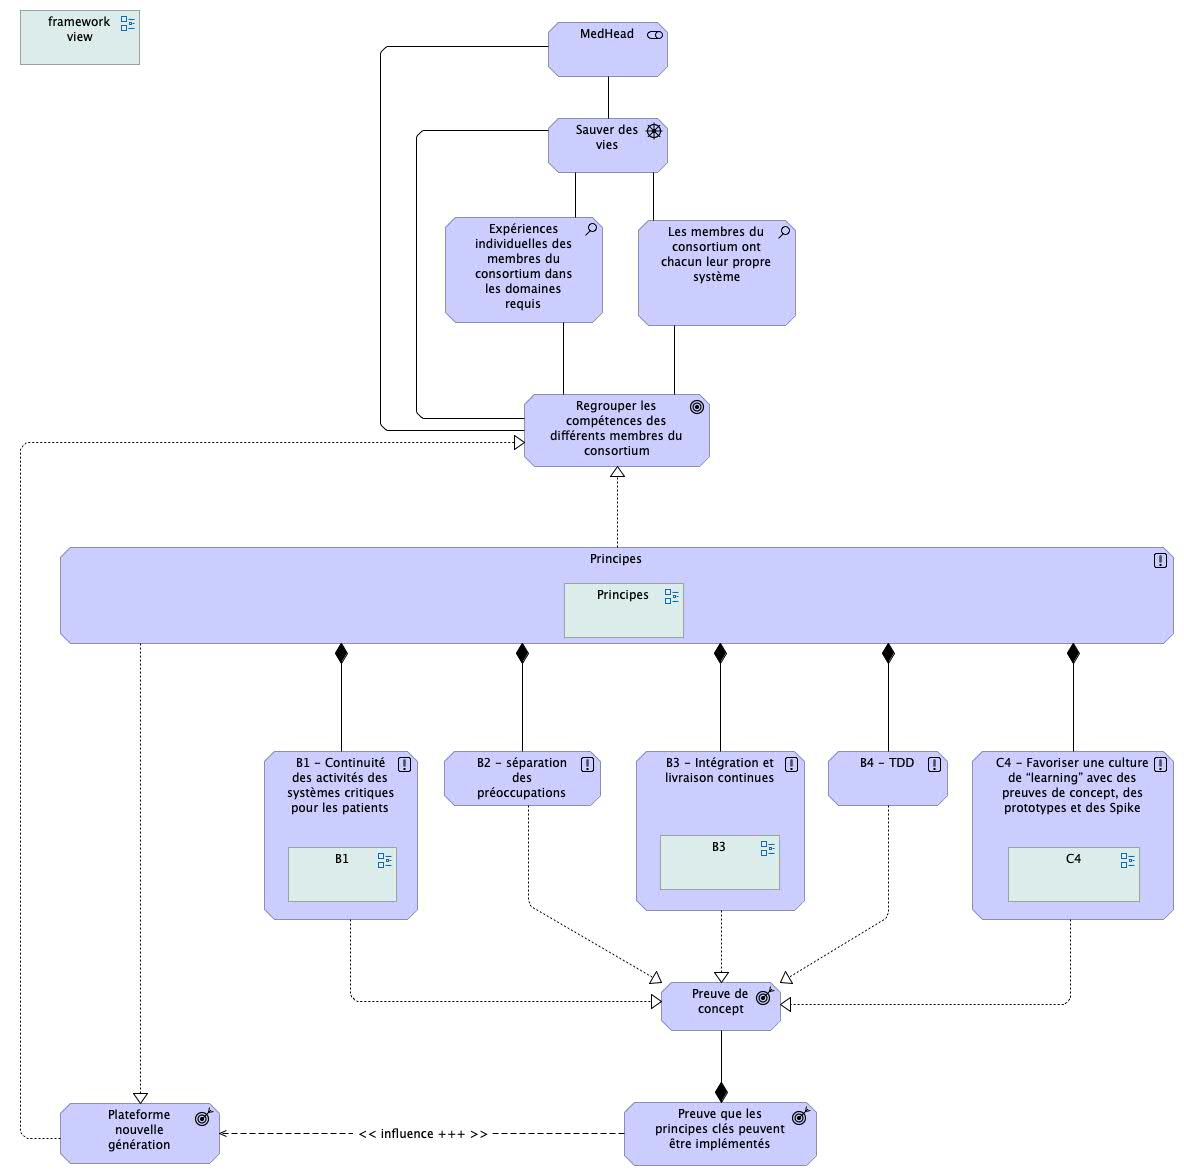 framework
view
MedHead
Sauver des
vies
Expériences
individuelles des
membres du
consortium dans
les domaines
requis
Les membres du
consortium ont
chacun leur propre
système
Regrouper les
compétences des
différents membres du
consortium
Principes
Principes
B1 – Continuité
des activités des
systèmes critiques
pour les patients
B1
B2 – séparation
des
préoccupations
B3 – Intégration et
livraison continues
B3
B4 – TDD
C4 – Favoriser une culture
de “learning” avec des
preuves de concept, des
prototypes et des Spike
C4
Preuve de
concept
Plateforme
nouvelle
génération
<< influence +++ >>
Preuve que les
principes clés peuvent
être implémentés